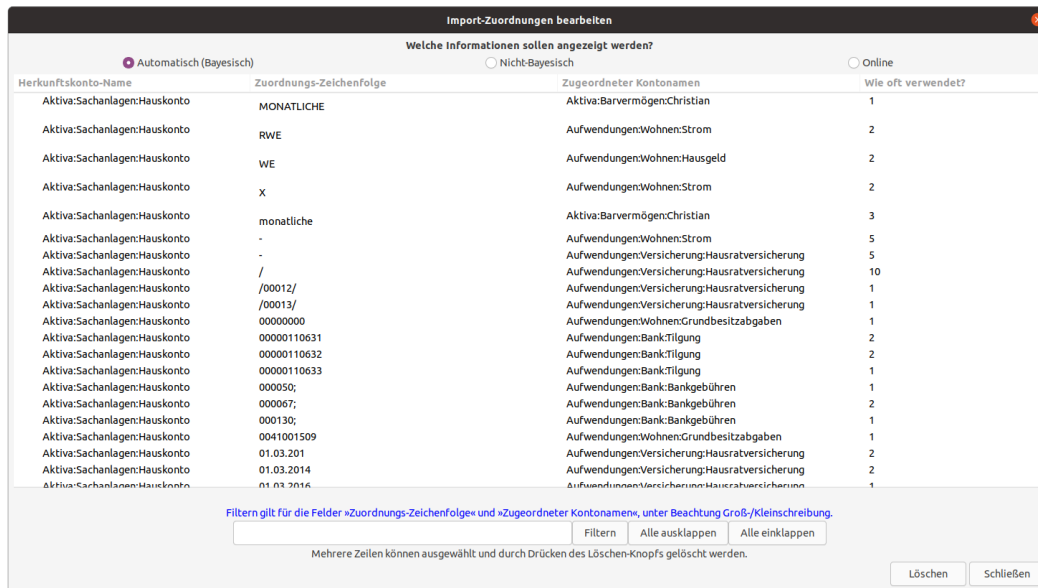 Import-Zuordnungen bearbeiten
Welche Informationen sollen angezeigt werden?
Automatisch (Bayesisch) Nicht-Bayesisch Online
Herkunftskonto-Name Zuordnungs-Zeichenfolge Zugeordneter Kontonamen Wie oft verwendet?
Aktiva:Sachanlagen:Hauskonto MONATLICHE Aktiva:Barvermögen:Christian 1
Aktiva:Sachanlagen:Hauskonto RWE Aufwendungen:Wohnen:Strom 2
Aktiva:Sachanlagen:Hauskonto WE Aufwendungen:Wohnen:Hausgeld 2
Aktiva:Sachanlagen:Hauskonto X Aufwendungen:Wohnen:Strom 2
Aktiva:Sachanlagen:Hauskonto monatliche Aktiva:Barvermögen:Christian 3
Aktiva:Sachanlagen:Hauskonto - Aufwendungen:Wohnen:Strom 5
Aktiva:Sachanlagen:Hauskonto - Aufwendungen:Versicherung:Hausratversicherung 5
Aktiva:Sachanlagen:Hauskonto / Aufwendungen:Versicherung:Hausratversicherung 10
Aktiva:Sachanlagen:Hauskonto /00012/ Aufwendungen:Versicherung:Hausratversicherung 1
Aktiva:Sachanlagen:Hauskonto /00013/ Aufwendungen:Versicherung:Hausratversicherung 1
Aktiva:Sachanlagen:Hauskonto 00000000 Aufwendungen:Wohnen:Grundbesitzabgaben 1
Aktiva:Sachanlagen:Hauskonto 00000110631 Aufwendungen:Bank:Tilgung 2
Aktiva:Sachanlagen:Hauskonto 00000110632 Aufwendungen:Bank:Tilgung 2
Aktiva:Sachanlagen:Hauskonto 00000110633 Aufwendungen:Bank:Tilgung 1
Aktiva:Sachanlagen:Hauskonto 000050; Aufwendungen:Bank:Bankgebühren 1
Aktiva:Sachanlagen:Hauskonto 000067; Aufwendungen:Bank:Bankgebühren 2
Aktiva:Sachanlagen:Hauskonto 000130; Aufwendungen:Bank:Bankgebühren 1
Aktiva:Sachanlagen:Hauskonto 0041001509 Aufwendungen:Wohnen:Grundbesitzabgaben 1
Aktiva:Sachanlagen:Hauskonto 01.03.201 Aufwendungen:Versicherung:Hausratversicherung 2
Aktiva:Sachanlagen:Hauskonto 01.03.2014 Aufwendungen:Versicherung:Hausratversicherung 2
Aktiva:Sachanlagen:Hauskonto 01.03.2016 Aufwendungen:Versicherung:Hausratversicherung 1
Filtern gilt für die Felder »Zuordnungs-Zeichenfolge« und »Zugeordneter Kontonamen«, unter Beachtung Groß-/Kleinschreibung.
Filtern Alle ausklappen Alle einklappen
Mehrere Zeilen können ausgewählt und durch Drücken des Löschen-Knopfs gelöscht werden.
Löschen Schließen